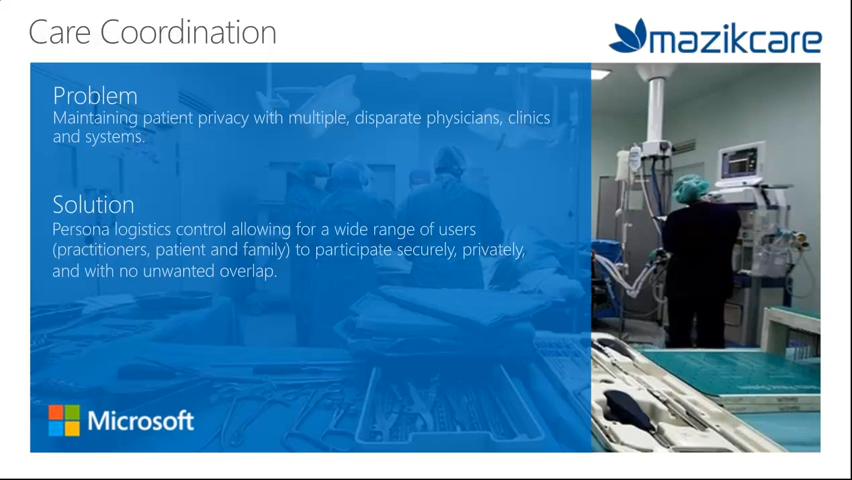 Care Coordination
mazikcare
Problem
Maintaining patient privacy with multiple, disparate physicians, clinics
and systems.
Solution
Persona logistics control allowing for a wide range of users
(practitioners, patient and family) to participate securely, privately,
and with no unwanted overlap.
Microsoft